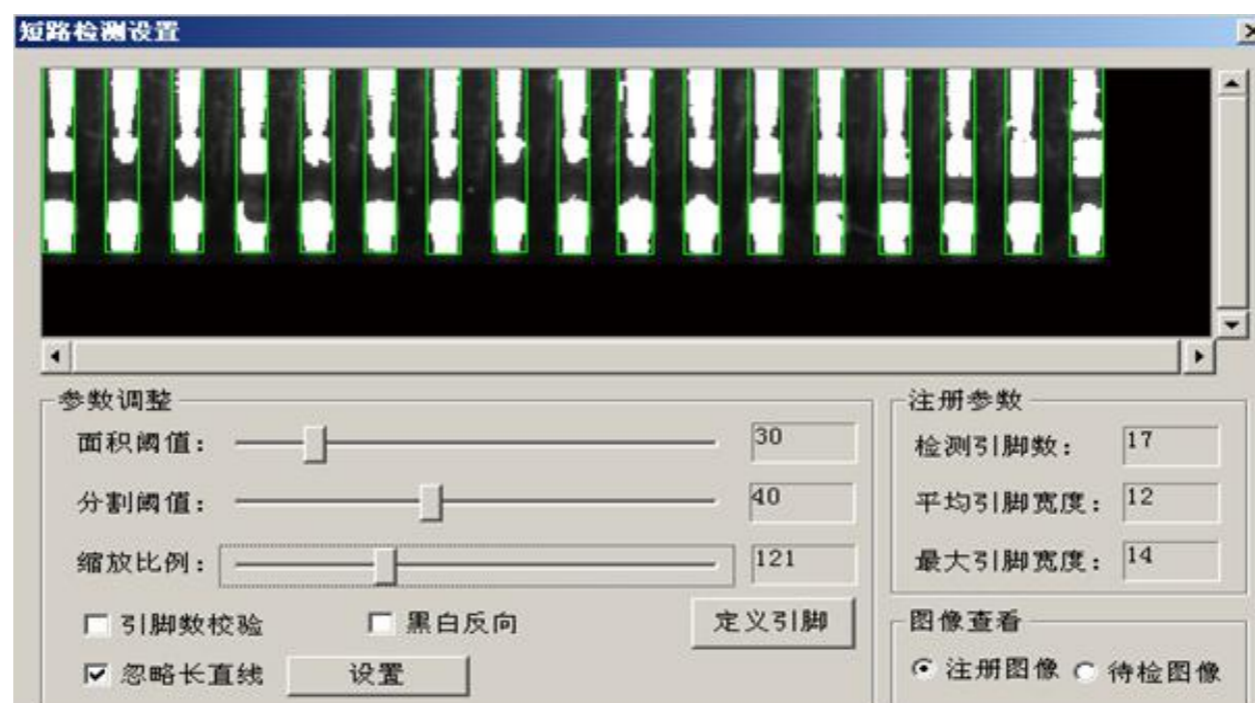 短路检测设置
参数调整
面积阈值: 30
分割阈值: 40
缩放比例: 121
引脚数校验 黑白反向 定义引脚
忽略长直线 设置
注册参数
检测引脚数: 17
平均引脚宽度: 12
最大引脚宽度: 14
图像查看
注册图像 待检图像